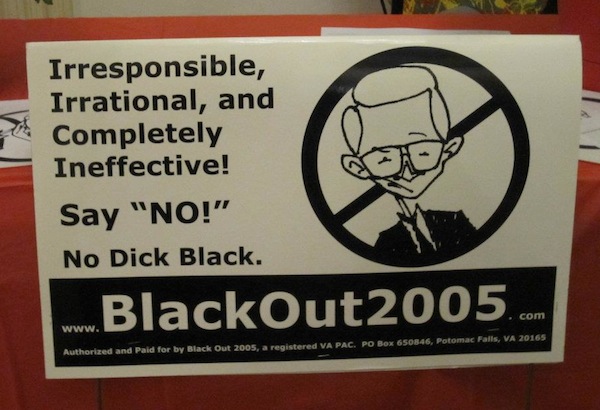 Irresponsible,
Irrational, and
Completely
Ineffective!
Say “NO!”
No Dick Black.
www.BlackOut2005.com
Authorized and Paid for by Black Out 2005, a registered VA PAC. PO Box 650846, Potomac Falls, VA 20165